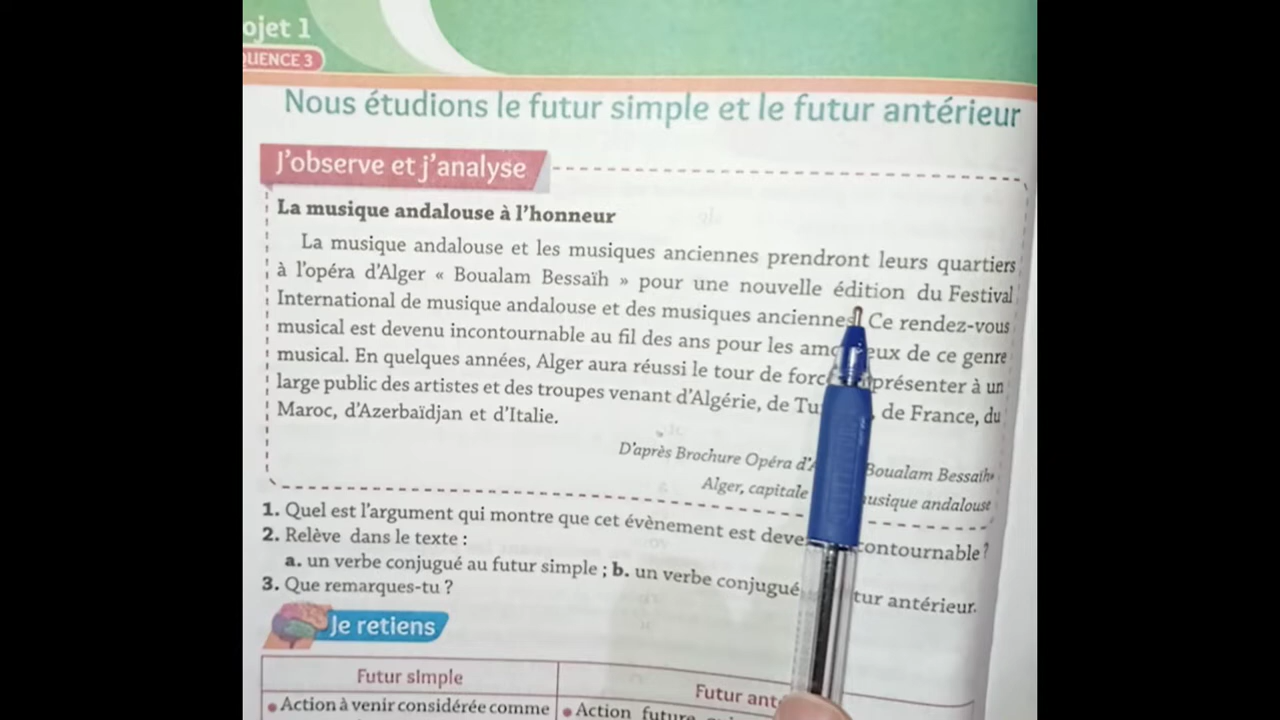 ojet 1
UENCE 3
Nous étudions le futur simple et le futur antérieur
J'observe et j'analyse
La musique andalouse à l'honneur
La musique andalouse et les musiques anciennes prendront leurs quartiers
à l'opéra d'Alger « Boualam Bessaïh » pour une nouvelle édition du Festival
International de musique andalouse et des musiques anciennes Ce rendez-vous
musical est devenu incontournable au fil des ans pour les amo eux de ce genre
musical. En quelques années, Alger aura réussi le tour de forc présenter à un
large public des artistes et des troupes venant d'Algérie, de Tu , de France, du
Maroc, d'Azerbaïdjan et d'Italie.
D'après Brochure Opéra d'A Boualam Bessaïh
Alger, capitale usique andalouse
1. Quel est l'argument qui montre que cet évènement est deve contournable ?
2. Relève dans le texte :
a. un verbe conjugué au futur simple ; b. un verbe conjugué tur antérieur.
3. Que remarques-tu ?
Je retiens
Futur simple
Futur ant
• Action à venir considérée comme
• Action future